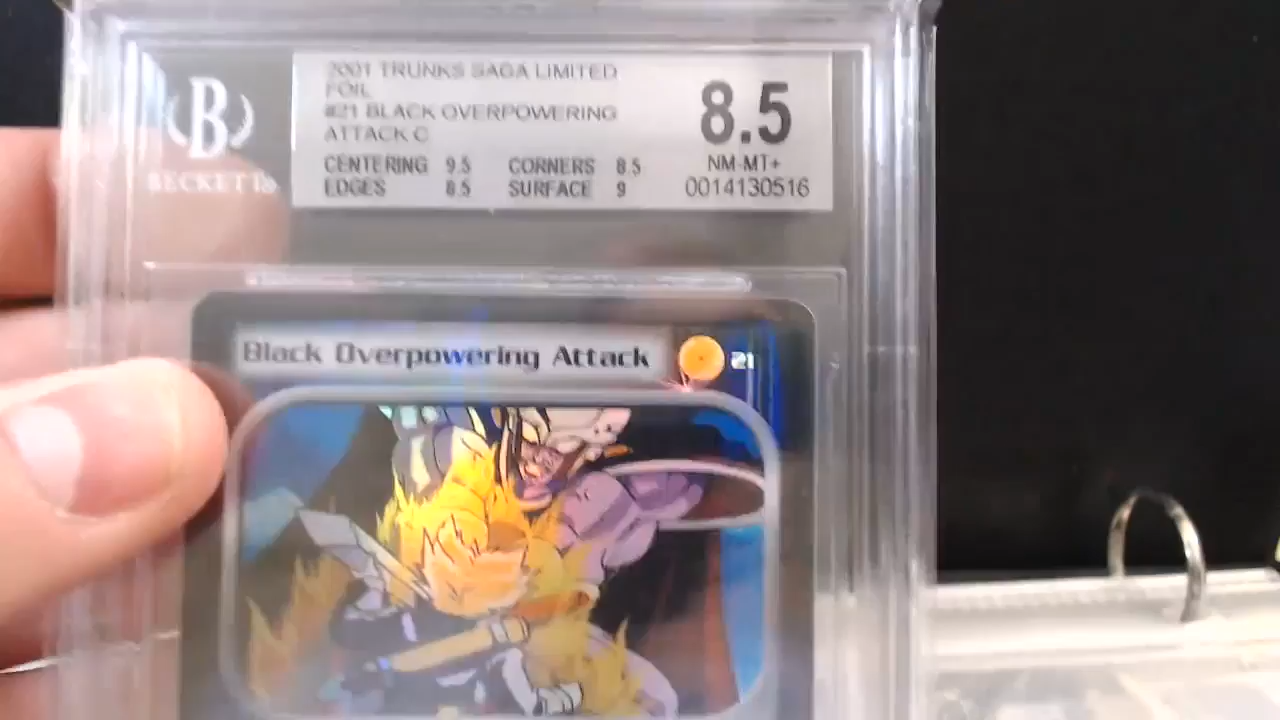 B
BECKETT®
2001 TRUNKS SAGA LIMITED
FOIL
#21 BLACK OVERPOWERING
ATTACK C
CENTERING 9.5 CORNERS 8.5
EDGES 8.5 SURFACE 9
8.5
NM-MT+
0014130516
Black Overpowering Attack 21